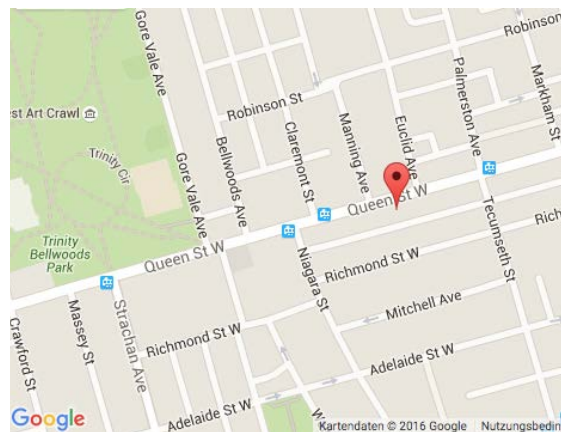 Gore Vale Ave
Robinson
Palmerston Ave
Markham St
Robinson St
Bellwoods Ave
Claremont St
Manning Ave
Euclid Ave
est Art Crawl
Trinity Cir
Gore Vale Ave
Queen St W
Trinity
Bellwoods
Park
Queen St W
Tecumseth St
Rich
Niagara St
Richmond St W
Strachan Ave
Massey St
Crawford St
Mitchell Ave
Richmond St W
Adelaide St W
Adelaide St W
W
Google
Kartendaten © 2016 Google
Nutzungsbedin